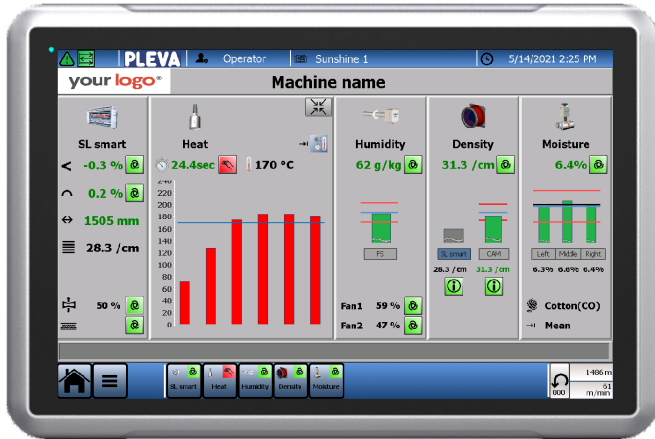 PLEVA Operator Sunshine 1 5/14/2021 2:25 PM
your logo® Machine name
SL smart Heat Humidity Density Moisture
< -0.3 % 24.4sec 170 °C 62 g/kg 31.3 /cm 6.4%
0.2 %
1505 mm
28.3 /cm
50 %
240
220
200
180
160
140
120
100
80
60
40
20
0
FS SL smart CAM Left Middle Right
28.3 /cm 31.3 /cm 6.3% 6.6% 6.4%
Fan1 59 % Cotton(CO)
Fan2 47 % Mean
SL smart Heat Humidity Density Moisture
000 1486 m
61 m/min